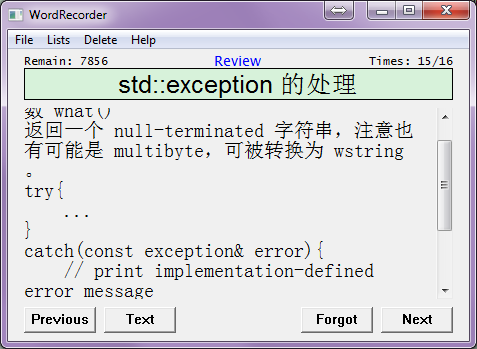 WordRecorder
File Lists Delete Help
Remain: 7856 Review Times: 15/16
std::exception 的处理
数 what()
返回一个 null-terminated 字符串，注意也
有可能是 multibyte，可被转换为 wstring
。
try{
...
}
catch(const exception& error){
// print implementation-defined
error message
Previous Text Forgot Next